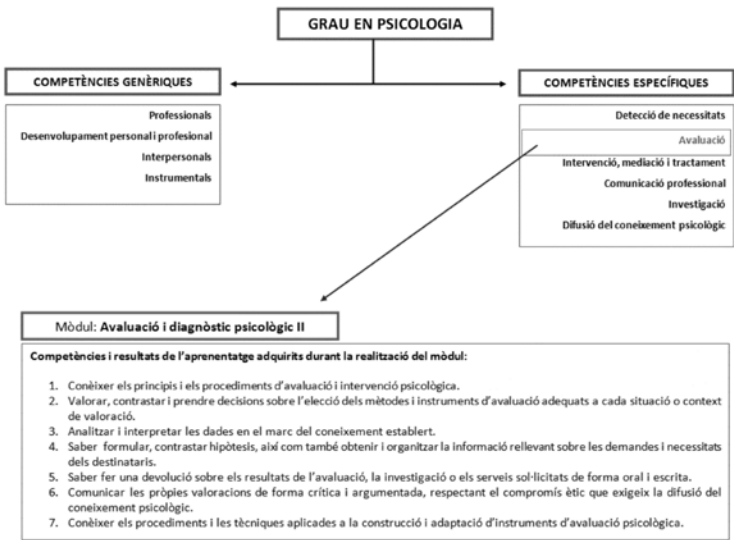 GRAU EN PSICOLOGIA
COMPETÈNCIES GENÈRIQUES
Professionals
Desenvolupament personal i profesional
Interpersonals
Instrumentals
COMPETÈNCIES ESPECÍFIQUES
Detecció de necessitats
Avaluació
Intervenció, mediació i tractament
Comunicació professional
Investigació
Difusió del coneixement psicològic
Mòdul: Avaluació i diagnòstic psicològic II
Competències i resultats de l'aprenentatge adquirits durant la realització del mòdul:
1. Conèixer els principis i els procediments d'avaluació i intervenció psicològica.
2. Valorar, contrastar i prendre decisions sobre l'elecció dels mètodes i instruments d'avaluació adequats a cada situació o context
de valoració.
3. Analitzar i interpretar les dades en el marc del coneixement establert.
4. Saber formular, contrastar hipòtesis, així com també obtenir i organitzar la informació rellevant sobre les demandes i necessitats
dels destinataris.
5. Saber fer una devolució sobre els resultats de l'avaluació, la investigació o els serveis sol·licitats de forma oral i escrita.
6. Comunicar les pròpies valoracions de forma crítica i argumentada, respectant el compromís ètic que exigeix la difusió del
coneixement psicològic.
7. Conèixer els procediments i les tècniques aplicades a la construcció i adaptació d'instruments d'avaluació psicològica.